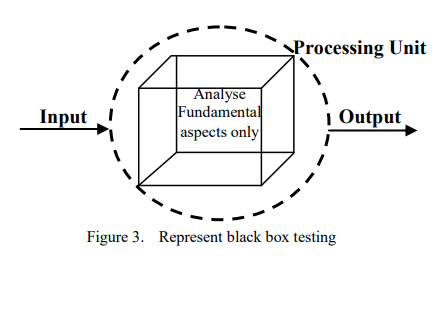 Processing Unit
Analyse
Fundamental
aspects only
Input
Output
Figure 3. Represent black box testing